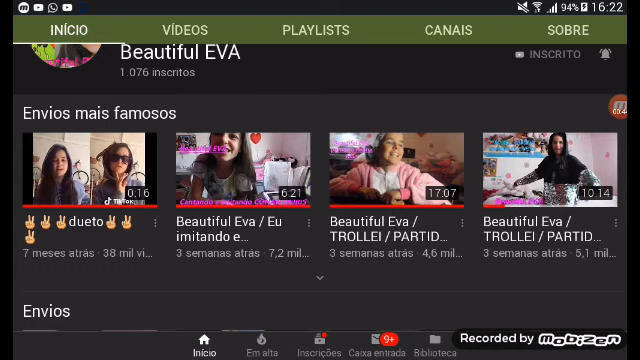 94% 16:22
INÍCIO VÍDEOS PLAYLISTS CANAIS SOBRE
Beautiful EVA
1.076 inscritos
INSCRITO
Envios mais famosos
TikTok
0:16
6:21
17:07
10:14
✌✌✌dueto✌✌
✌
7 meses atrás · 38 mil vi...
Beautiful Eva / Eu
imitando e...
3 semanas atrás · 7,2 mil...
Beautiful Eva /
TROLLEI / PARTID...
3 semanas atrás · 4,6 mil...
Beautiful Eva /
TROLLEI / PARTID...
3 semanas atrás · 5,1 mil...
Envios
9+
Início Em alta Inscrições Caixa entrada Biblioteca
Recorded by MOBIZEN